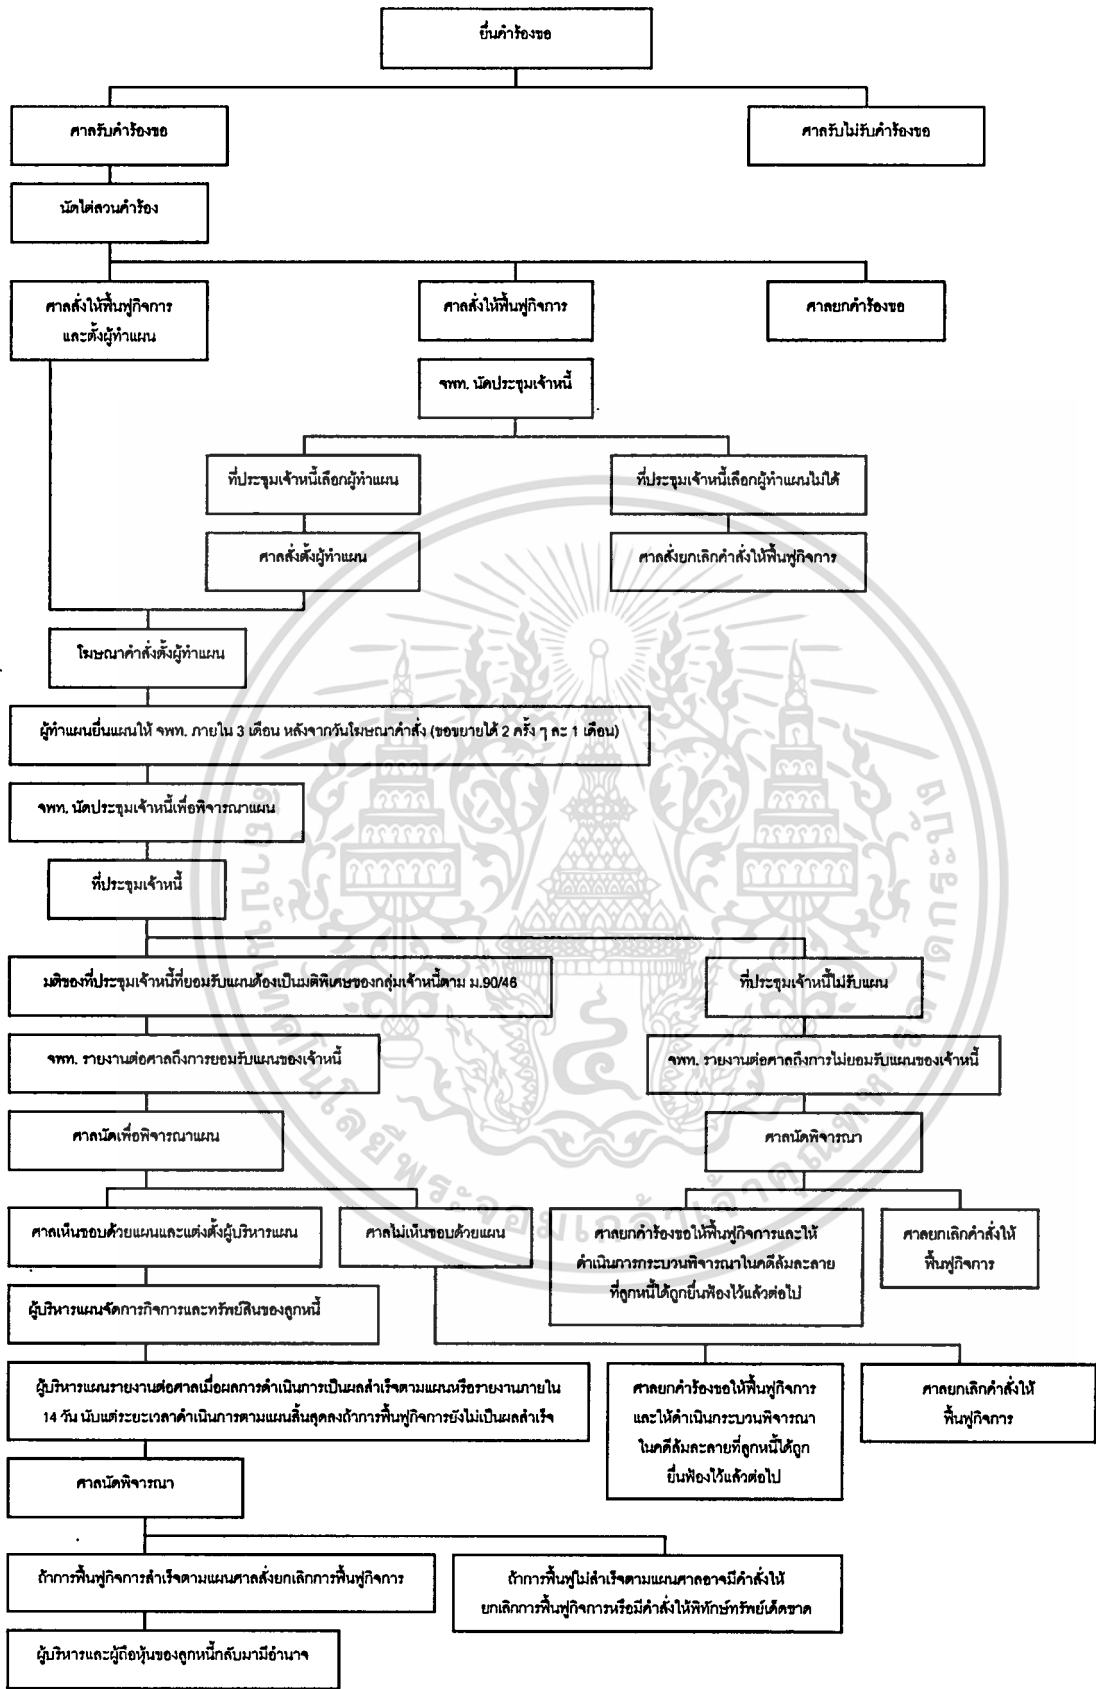 ยื่นคำร้องขอ
ศาลรับคำร้องขอ
ศาลรับไม่รับคำร้องขอ
นัดไต่สวนคำร้อง
ศาลสั่งให้ฟื้นฟูกิจการ
และตั้งผู้ทำแผน
ศาลสั่งให้ฟื้นฟูกิจการ
ศาลยกคำร้องขอ
จพท. นัดประชุมเจ้าหนี้
ที่ประชุมเจ้าหนี้เลือกผู้ทำแผน
ที่ประชุมเจ้าหนี้เลือกผู้ทำแผนไม่ได้
ศาลสั่งตั้งผู้ทำแผน
ศาลสั่งยกเลิกคำสั่งให้ฟื้นฟูกิจการ
โฆษณาคำสั่งตั้งผู้ทำแผน
ผู้ทำแผนยื่นแผนให้ จพท. ภายใน 3 เดือน หลังจากวันโฆษณาคำสั่ง (ขอขยายได้ 2 ครั้ง ๆ ละ 1 เดือน)
จพท. นัดประชุมเจ้าหนี้เพื่อพิจารณาแผน
ที่ประชุมเจ้าหนี้
มติของที่ประชุมเจ้าหนี้ที่ยอมรับแผนต้องเป็นมติพิเศษของกลุ่มเจ้าหนี้ตาม ม.90/46
ที่ประชุมเจ้าหนี้ไม่รับแผน
จพท. รายงานต่อศาลถึงการยอมรับแผนของเจ้าหนี้
จพท. รายงานต่อศาลถึงการไม่ยอมรับแผนของเจ้าหนี้
ศาลนัดเพื่อพิจารณาแผน
ศาลนัดพิจารณา
ศาลเห็นชอบด้วยแผนและแต่งตั้งผู้บริหารแผน
ศาลไม่เห็นชอบด้วยแผน
ศาลยกคำร้องขอให้ฟื้นฟูกิจการและให้
ดำเนินการกระบวนพิจารณาในคดีล้มละลาย
ที่ลูกหนี้ได้ถูกยื่นฟ้องไว้แล้วต่อไป
ศาลยกเลิกคำสั่งให้
ฟื้นฟูกิจการ
ผู้บริหารแผนจัดการกิจการและทรัพย์สินของลูกหนี้
ผู้บริหารแผนรายงานต่อศาลเมื่อผลการดำเนินการเป็นผลสำเร็จตามแผนหรือรายงานภายใน
14 วัน นับแต่ระยะเวลาดำเนินการตามแผนสิ้นสุดลงถ้าการฟื้นฟูกิจการยังไม่เป็นผลสำเร็จ
ศาลยกคำร้องขอให้ฟื้นฟูกิจการ
และให้ดำเนินกระบวนพิจารณา
ในคดีล้มละลายที่ลูกหนี้ได้ถูก
ยื่นฟ้องไว้แล้วต่อไป
ศาลยกเลิกคำสั่งให้
ฟื้นฟูกิจการ
ศาลนัดพิจารณา
ถ้าการฟื้นฟูกิจการสำเร็จตามแผนศาลสั่งยกเลิกการฟื้นฟูกิจการ
ถ้าการฟื้นฟูไม่สำเร็จตามแผนศาลอาจมีคำสั่งให้
ยกเลิกการฟื้นฟูกิจการหรือมีคำสั่งให้พิทักษ์ทรัพย์เด็ดขาด
ผู้บริหารและผู้ถือหุ้นของลูกหนี้กลับมามีอำนาจ
สถาบันเทคโนโลยีพระจอมเกล้าเจ้าคุณทหารลาดกระบัง